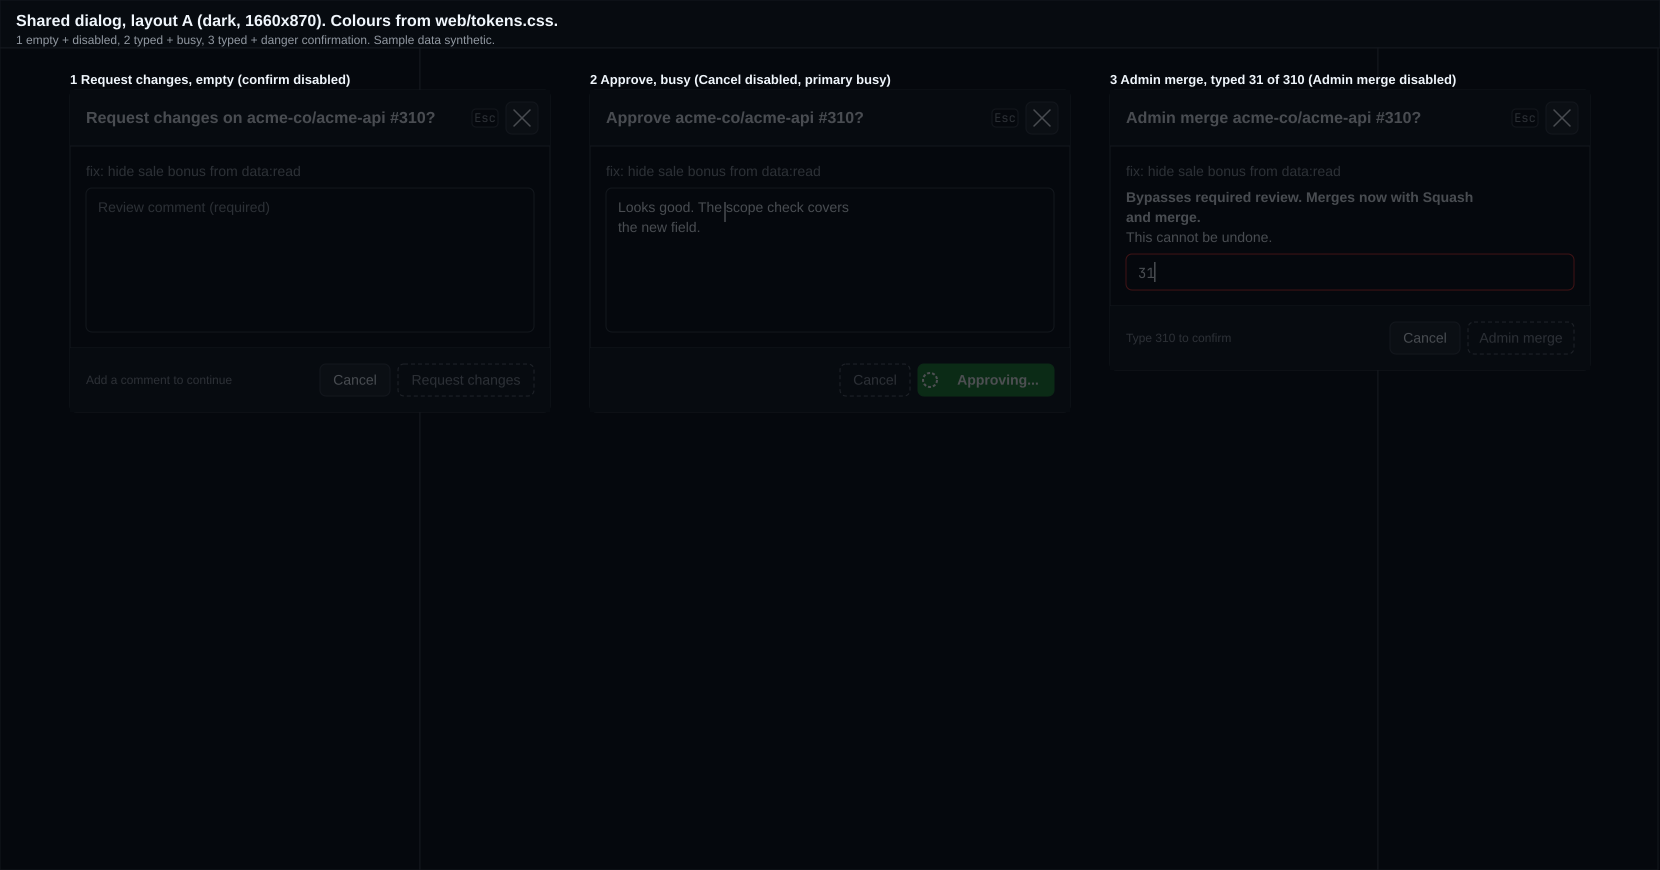 Shared dialog, layout A (dark, 1660x870). Colours from web/tokens.css.
1 empty + disabled, 2 typed + busy, 3 typed + danger confirmation. Sample data synthetic.
1 Request changes, empty (confirm disabled)
Request changes on acme-co/acme-api #310?
Esc
fix: hide sale bonus from data:read
Review comment (required)
Add a comment to continue
Cancel
Request changes
2 Approve, busy (Cancel disabled, primary busy)
Approve acme-co/acme-api #310?
Esc
fix: hide sale bonus from data:read
Looks good. The scope check covers
the new field.
Cancel
Approving...
3 Admin merge, typed 31 of 310 (Admin merge disabled)
Admin merge acme-co/acme-api #310?
Esc
fix: hide sale bonus from data:read
Bypasses required review. Merges now with Squash
and merge.
This cannot be undone.
31
Type 310 to confirm
Cancel
Admin merge